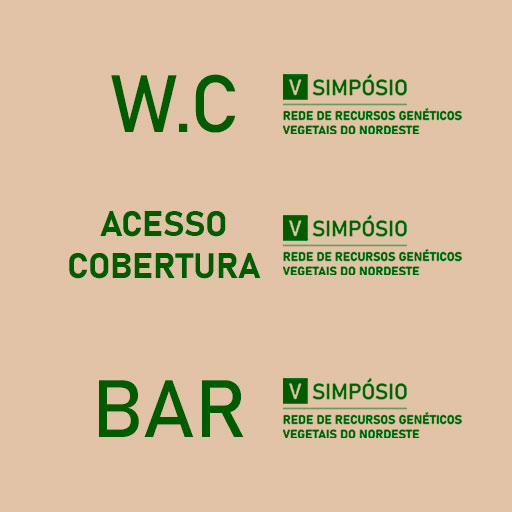 W.C
V SIMPÓSIO
REDE DE RECURSOS GENÉTICOS
VEGETAIS DO NORDESTE
ACESSO
COBERTURA
V SIMPÓSIO
REDE DE RECURSOS GENÉTICOS
VEGETAIS DO NORDESTE
BAR
V SIMPÓSIO
REDE DE RECURSOS GENÉTICOS
VEGETAIS DO NORDESTE